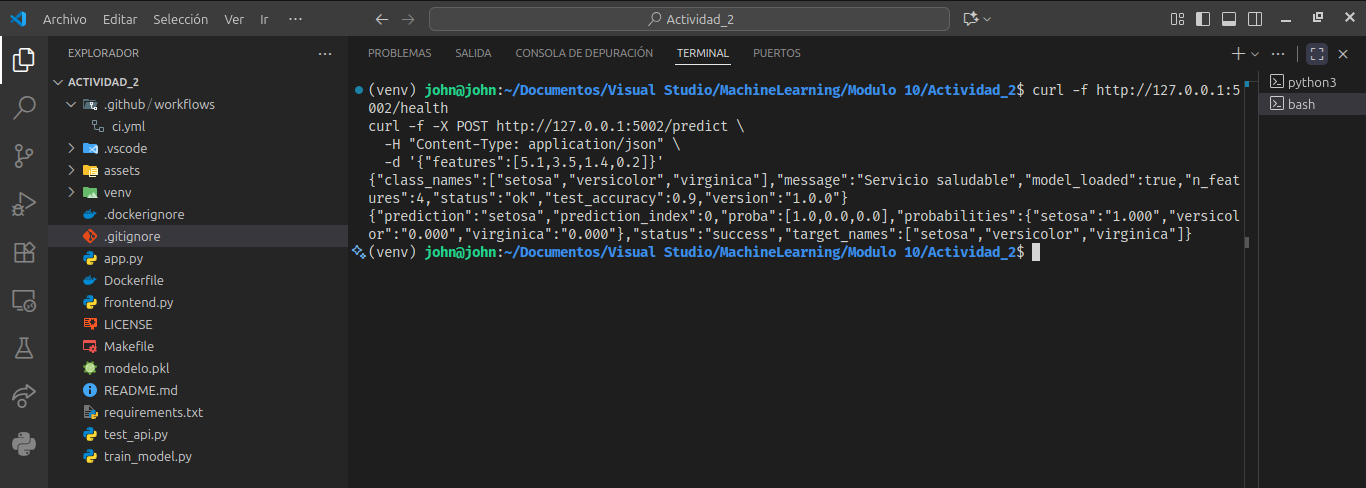 Archivo Editar Selección Ver Ir ··· Actividad_2
EXPLORADOR ···
ACTIVIDAD_2
.github/workflows
ci.yml
.vscode
assets
venv
.dockerignore
.gitignore
app.py
Dockerfile
frontend.py
LICENSE
Makefile
modelo.pkl
README.md
requirements.txt
test_api.py
train_model.py
PROBLEMAS SALIDA CONSOLA DE DEPURACIÓN TERMINAL PUERTOS
(venv) john@john:~/Documentos/Visual Studio/MachineLearning/Modulo 10/Actividad_2$ curl -f http://127.0.0.1:5
002/health
curl -f -X POST http://127.0.0.1:5002/predict \
-H "Content-Type: application/json" \
-d '{"features":[5.1,3.5,1.4,0.2]}'
{"class_names":["setosa","versicolor","virginica"],"message":"Servicio saludable","model_loaded":true,"n_feat
ures":4,"status":"ok","test_accuracy":0.9,"version":"1.0.0"}
{"prediction":"setosa","prediction_index":0,"proba":[1.0,0.0,0.0],"probabilities":{"setosa":"1.000","versicol
or":"0.000","virginica":"0.000"},"status":"success","target_names":["setosa","versicolor","virginica"]}
(venv) john@john:~/Documentos/Visual Studio/MachineLearning/Modulo 10/Actividad_2$
python3
bash